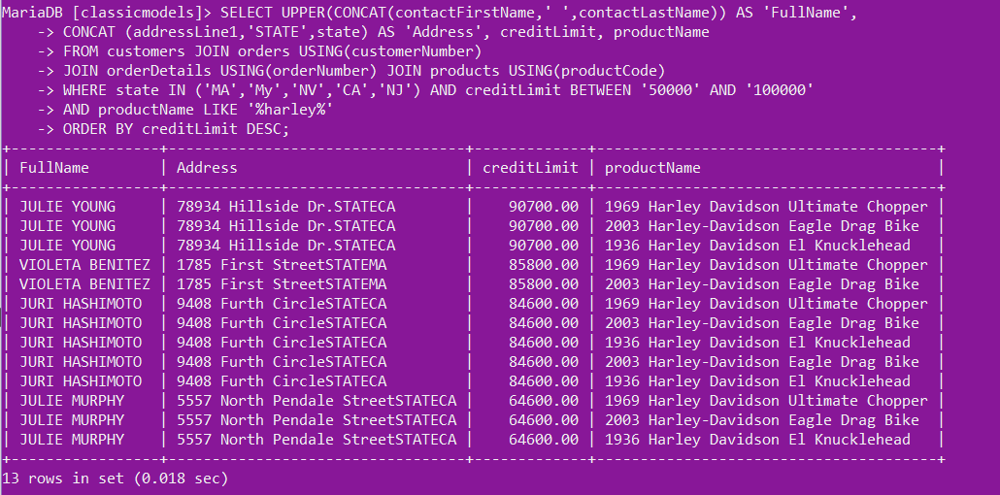 MariaDB [classicmodels]> SELECT UPPER(CONCAT(contactFirstName,' ',contactLastName)) AS 'FullName',
    -> CONCAT (addressLine1,'STATE',state) AS 'Address', creditLimit, productName
    -> FROM customers JOIN orders USING(customerNumber)
    -> JOIN orderDetails USING(orderNumber) JOIN products USING(productCode)
    -> WHERE state IN ('MA','My','NV','CA','NJ') AND creditLimit BETWEEN '50000' AND '100000'
    -> AND productName LIKE '%harley%'
    -> ORDER BY creditLimit DESC;
+-----------------+----------------------------------+-------------+---------------------------------------+
| FullName        | Address                          | creditLimit | productName                           |
+-----------------+----------------------------------+-------------+---------------------------------------+
| JULIE YOUNG     | 78934 Hillside Dr.STATECA        |    90700.00 | 1969 Harley Davidson Ultimate Chopper |
| JULIE YOUNG     | 78934 Hillside Dr.STATECA        |    90700.00 | 2003 Harley-Davidson Eagle Drag Bike  |
| JULIE YOUNG     | 78934 Hillside Dr.STATECA        |    90700.00 | 1936 Harley Davidson El Knucklehead   |
| VIOLETA BENITEZ | 1785 First StreetSTATEMA         |    85800.00 | 1969 Harley Davidson Ultimate Chopper |
| VIOLETA BENITEZ | 1785 First StreetSTATEMA         |    85800.00 | 2003 Harley-Davidson Eagle Drag Bike  |
| JURI HASHIMOTO  | 9408 Furth CircleSTATECA         |    84600.00 | 1969 Harley Davidson Ultimate Chopper |
| JURI HASHIMOTO  | 9408 Furth CircleSTATECA         |    84600.00 | 2003 Harley-Davidson Eagle Drag Bike  |
| JURI HASHIMOTO  | 9408 Furth CircleSTATECA         |    84600.00 | 1936 Harley Davidson El Knucklehead   |
| JURI HASHIMOTO  | 9408 Furth CircleSTATECA         |    84600.00 | 2003 Harley-Davidson Eagle Drag Bike  |
| JURI HASHIMOTO  | 9408 Furth CircleSTATECA         |    84600.00 | 1936 Harley Davidson El Knucklehead   |
| JULIE MURPHY    | 5557 North Pendale StreetSTATECA |    64600.00 | 1969 Harley Davidson Ultimate Chopper |
| JULIE MURPHY    | 5557 North Pendale StreetSTATECA |    64600.00 | 2003 Harley-Davidson Eagle Drag Bike  |
| JULIE MURPHY    | 5557 North Pendale StreetSTATECA |    64600.00 | 1936 Harley Davidson El Knucklehead   |
+-----------------+----------------------------------+-------------+---------------------------------------+
13 rows in set (0.018 sec)